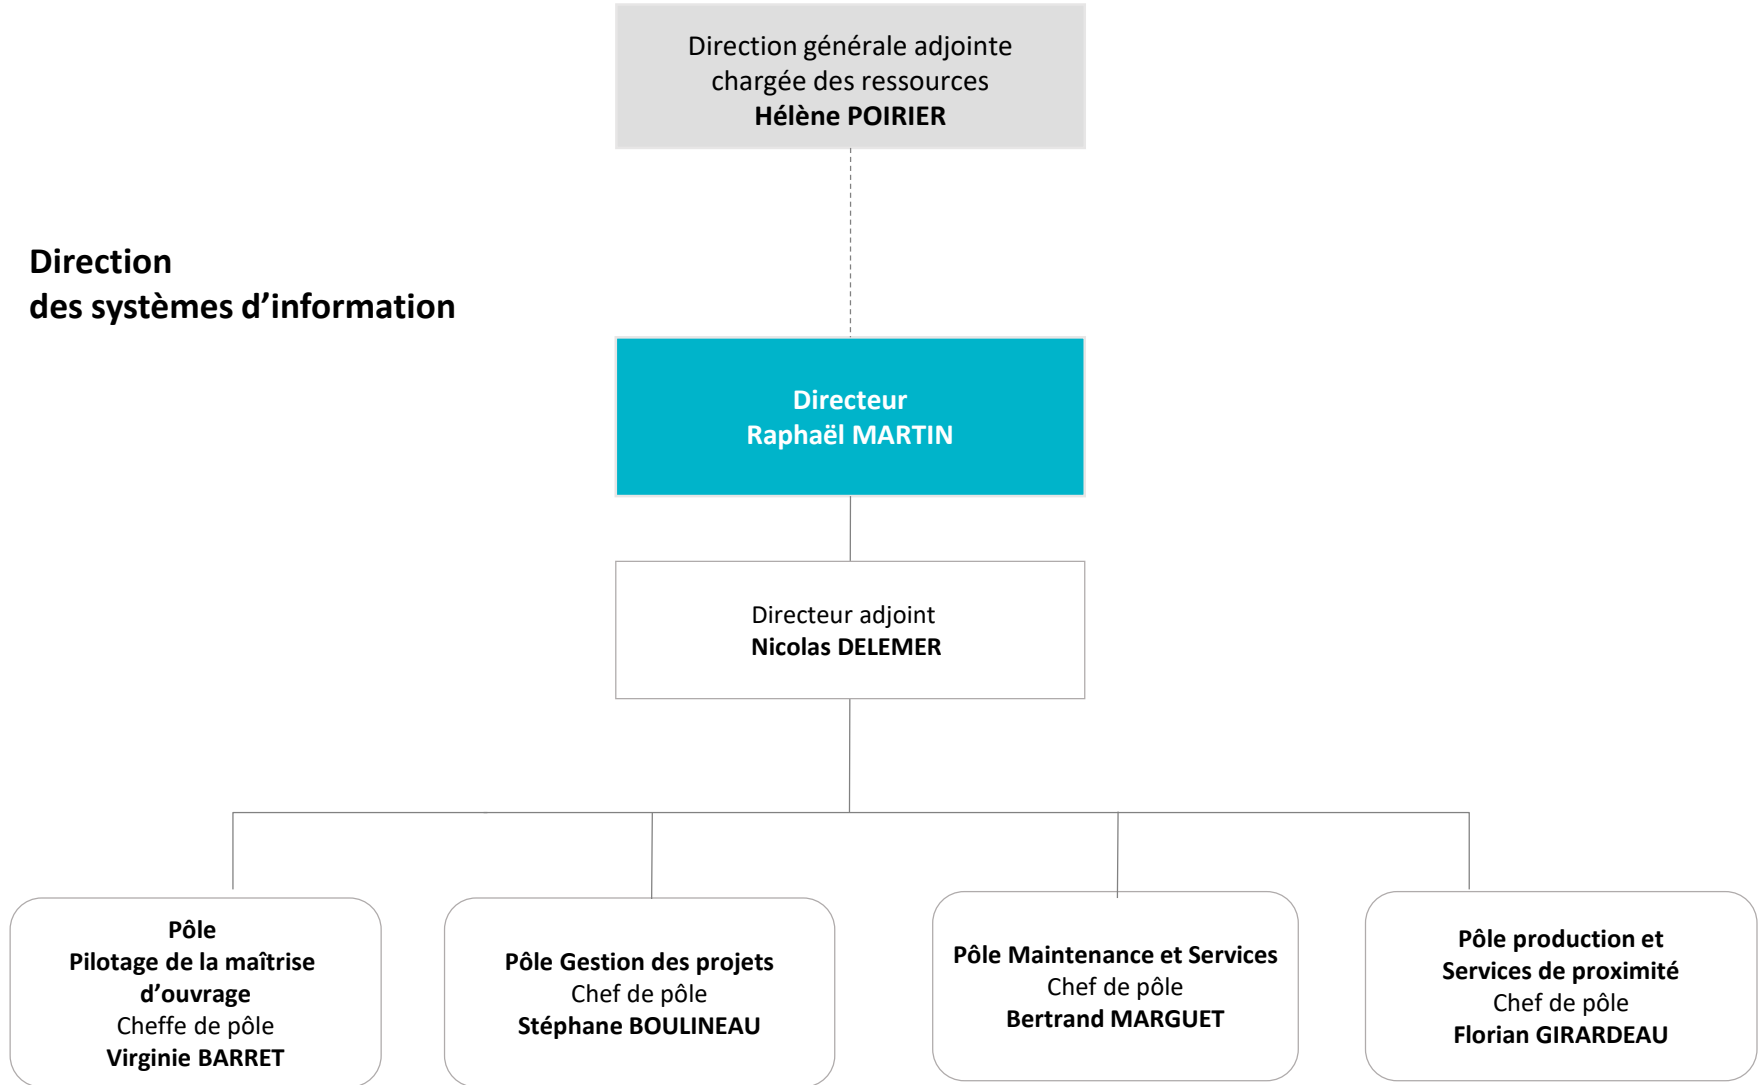 Direction générale adjointe
chargée des ressources
Hélène POIRIER
Direction
des systèmes d’information
Directeur
Raphaël MARTIN
Directeur adjoint
Nicolas DELEMER
Pôle
Pilotage de la maîtrise
d’ouvrage
Cheffe de pôle
Virginie BARRET
Pôle Gestion des projets
Chef de pôle
Stéphane BOULINEAU
Pôle Maintenance et Services
Chef de pôle
Bertrand MARGUET
Pôle production et
Services de proximité
Chef de pôle
Florian GIRARDEAU